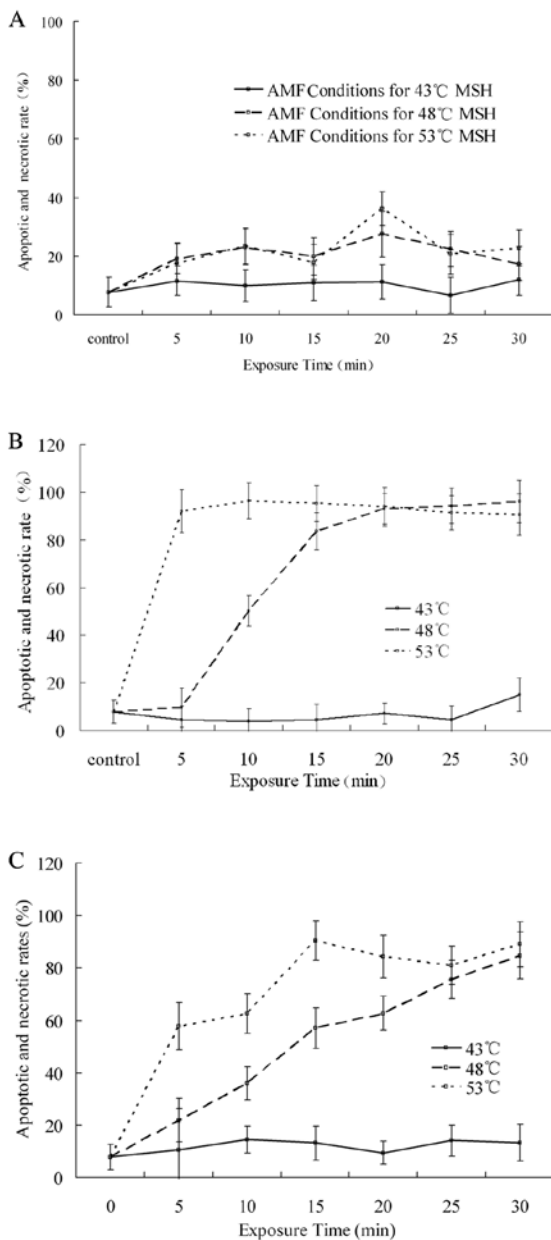 A
Apopotic and necrotic rate (%)
100
80
60
40
20
0
AMF Conditions for 43℃ MSH
AMF Conditions for 48℃ MSH
AMF Conditions for 53℃ MSH
control 5 10 15 20 25 30
Exposure Time (min)
B
Apoptotic and necrotic rate (%)
120
100
80
60
40
20
0
43℃
48℃
53℃
control 5 10 15 20 25 30
Exposure Time (min)
C
Apoptotic and necrotic rates (%)
120
100
80
60
40
20
0
43℃
48℃
53℃
0 5 10 15 20 25 30
Exposure Time (min)